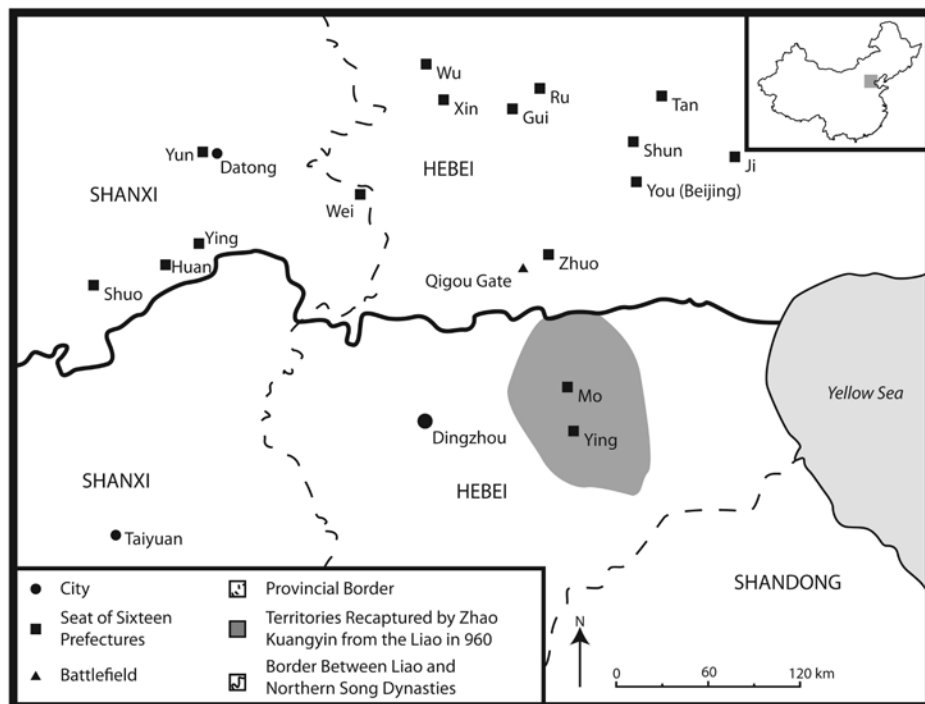 Wu
Xin
Ru
Gui
Tan
Shun
Ji
You (Beijing)
Yun
Datong
HEBEI
SHANXI
Wei
Ying
Huan
Shuo
Zhuo
Qigou Gate
Yellow Sea
Mo
Ying
Dingzhou
HEBEI
SHANXI
Taiyuan
SHANDONG
City
Seat of Sixteen
Prefectures
Battlefield
Provincial Border
Territories Recaptured by Zhao
Kuangyin from the Liao in 960
Border Between Liao and
Northern Song Dynasties
N
0 60 120 km